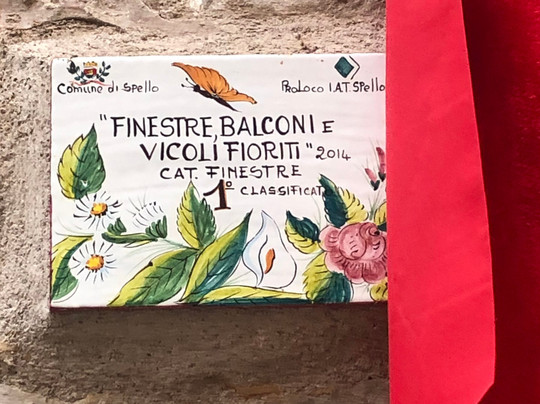 Comune di Spello
ProLoco I.A.T. Spello
"FINESTRE, BALCONI E
VICOLI FIORITI" 2014
CAT. FINESTRE
1° CLASSIFICAT